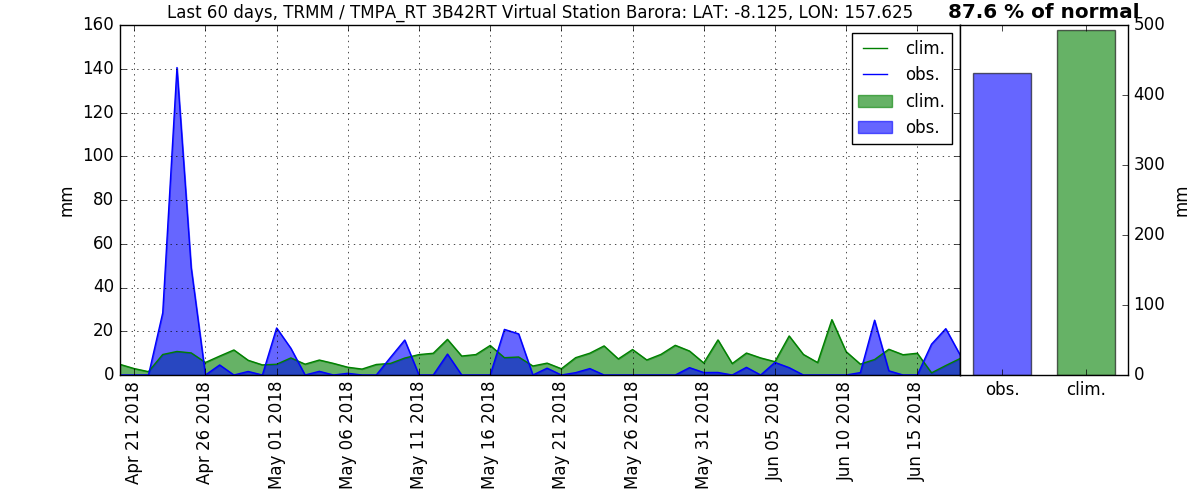 Last 60 days, TRMM / TMPA_RT 3B42RT Virtual Station Barora: LAT: -8.125, LON: 157.625
87.6 % of normal
160
140
120
100
80
60
40
20
0
mm
clim.
obs.
clim.
obs.
500
400
300
200
100
0
mm
obs.
clim.
Apr 21 2018
Apr 26 2018
May 01 2018
May 06 2018
May 11 2018
May 16 2018
May 21 2018
May 26 2018
May 31 2018
Jun 05 2018
Jun 10 2018
Jun 15 2018